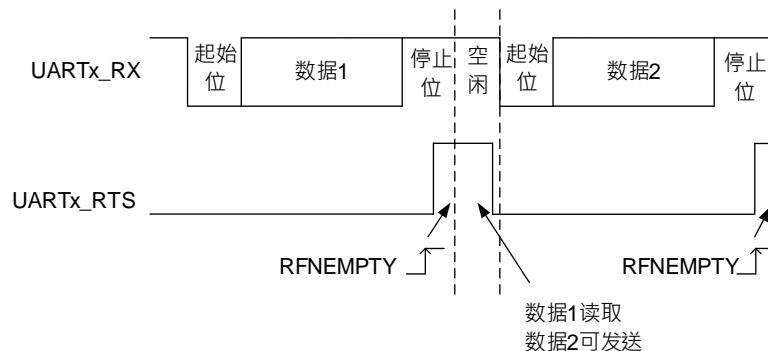 UARTx_RX
起始
位
数据1
停止
位
空
闲
起始
位
数据2
停止
位
UARTx_RTS
RFNEMPTY
RFNEMPTY
数据1读取
数据2可发送